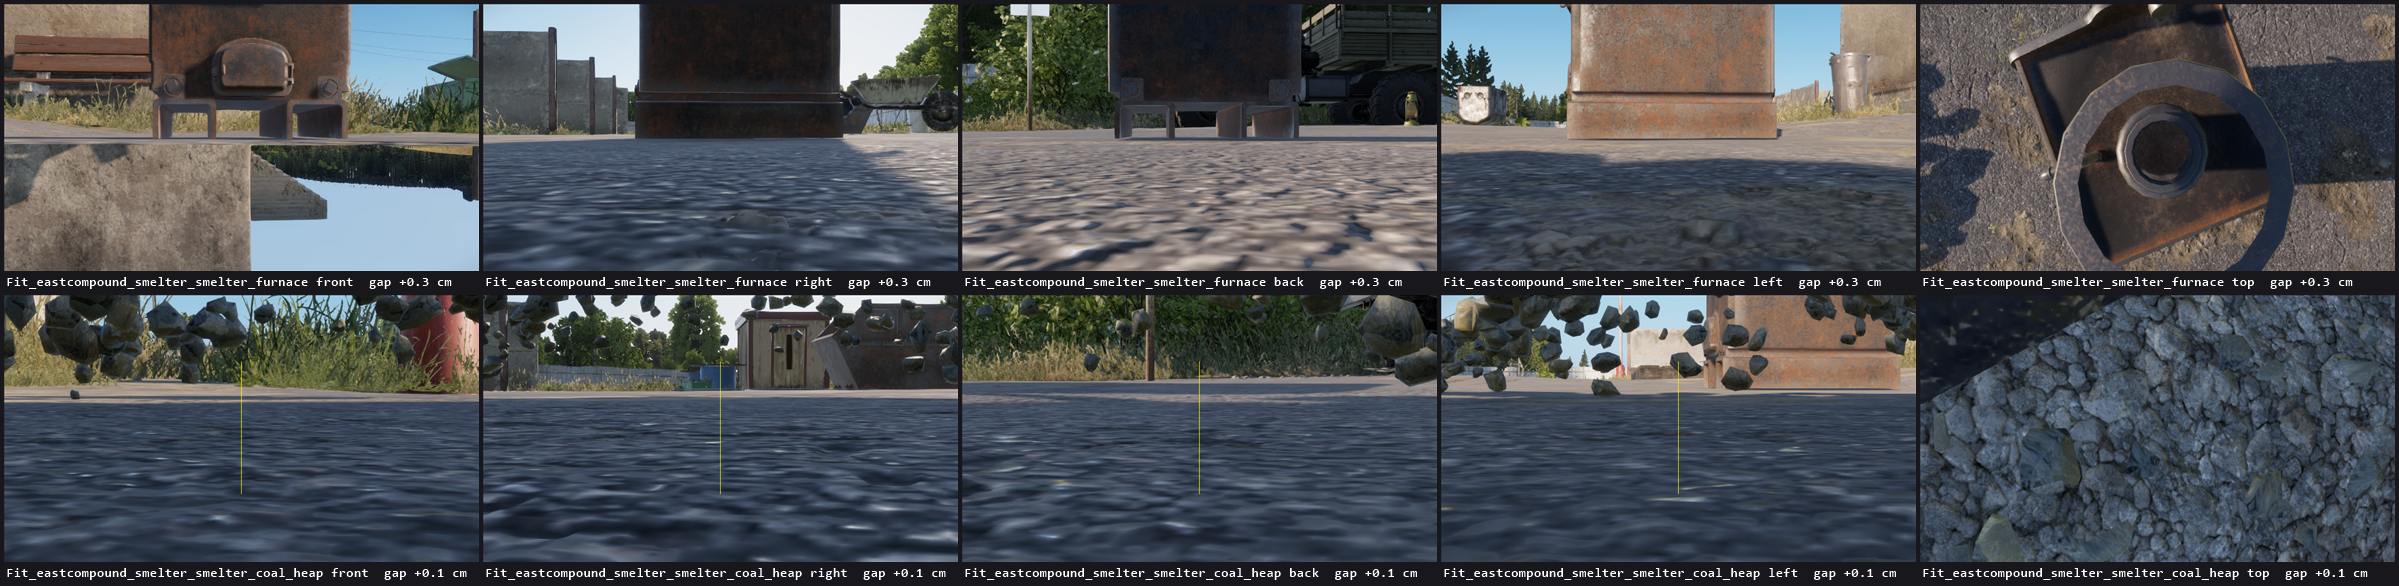 Fit_eastcompound_smelter_smelter_furnace front  gap +0.3 cm
Fit_eastcompound_smelter_smelter_furnace right  gap +0.3 cm
Fit_eastcompound_smelter_smelter_furnace back  gap +0.3 cm
Fit_eastcompound_smelter_smelter_furnace left  gap +0.3 cm
Fit_eastcompound_smelter_smelter_furnace top  gap +0.3 cm
Fit_eastcompound_smelter_smelter_coal_heap front  gap +0.1 cm
Fit_eastcompound_smelter_smelter_coal_heap right  gap +0.1 cm
Fit_eastcompound_smelter_smelter_coal_heap back  gap +0.1 cm
Fit_eastcompound_smelter_smelter_coal_heap left  gap +0.1 cm
Fit_eastcompound_smelter_smelter_coal_heap top  gap +0.1 cm